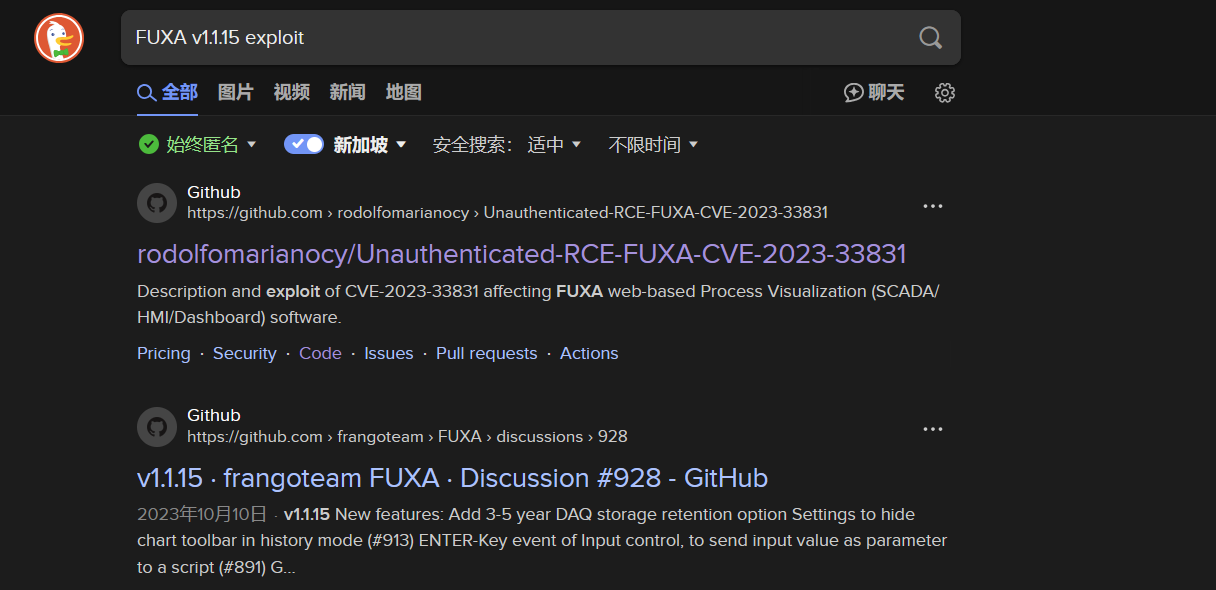 FUXA v1.1.15 exploit
全部 图片 视频 新闻 地图 聊天
始终匿名 新加坡 安全搜索： 适中 不限时间
Github
https://github.com › rodolfomarianocy › Unauthenticated-RCE-FUXA-CVE-2023-33831
rodolfomarianocy/Unauthenticated-RCE-FUXA-CVE-2023-33831
Description and exploit of CVE-2023-33831 affecting FUXA web-based Process Visualization (SCADA/
HMI/Dashboard) software.
Pricing · Security · Code · Issues · Pull requests · Actions
Github
https://github.com › frangoteam › FUXA › discussions › 928
v1.1.15 · frangoteam FUXA · Discussion #928 - GitHub
2023年10月10日 · v1.1.15 New features: Add 3-5 year DAQ storage retention option Settings to hide
chart toolbar in history mode (#913) ENTER-Key event of Input control, to send input value as parameter
to a script (#891) G...